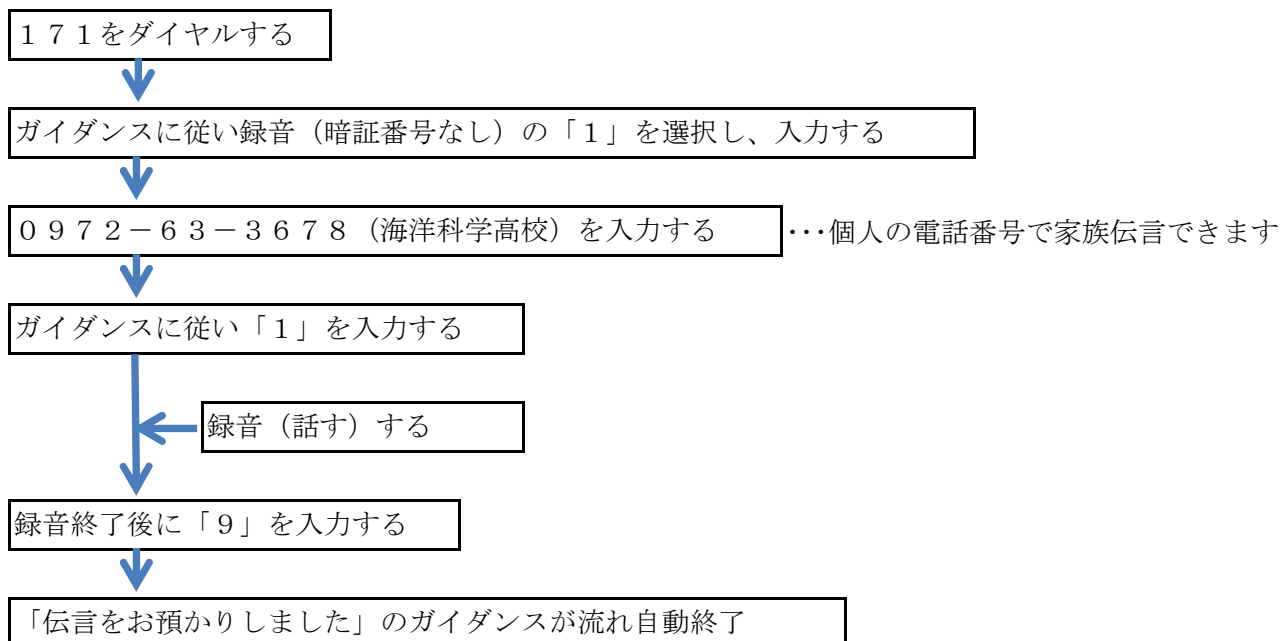 １７１をダイヤルする
ガイダンスに従い録音（暗証番号なし）の「１」を選択し、入力する
０９７２－６３－３６７８（海洋科学高校）を入力する ･･･個人の電話番号で家族伝言できます
ガイダンスに従い「１」を入力する
録音（話す）する
録音終了後に「９」を入力する
「伝言をお預かりしました」のガイダンスが流れ自動終了